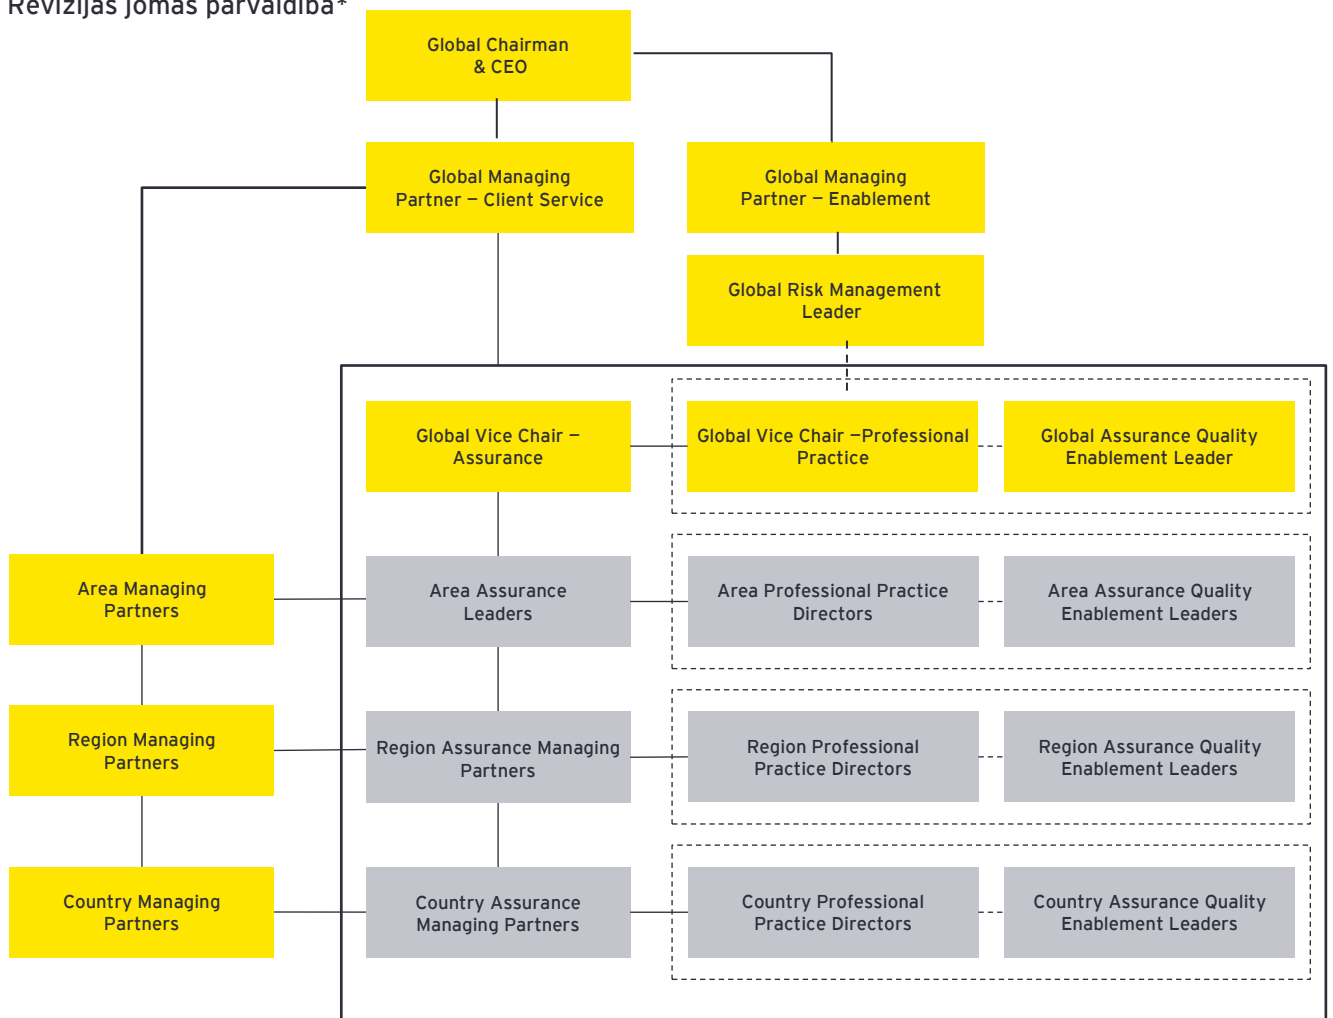 Revīzijas jomas pārvaldība*
Global Chairman
& CEO
Global Managing
Partner – Client Service
Global Managing
Partner – Enablement
Global Risk Management
Leader
Global Vice Chair –
Assurance
Global Vice Chair –Professional
Practice
Global Assurance Quality
Enablement Leader
Area Managing
Partners
Area Assurance
Leaders
Area Professional Practice
Directors
Area Assurance Quality
Enablement Leaders
Region Managing
Partners
Region Assurance Managing
Partners
Region Professional
Practice Directors
Region Assurance Quality
Enablement Leaders
Country Managing
Partners
Country Assurance
Managing Partners
Country Professional
Practice Directors
Country Assurance Quality
Enablement Leaders